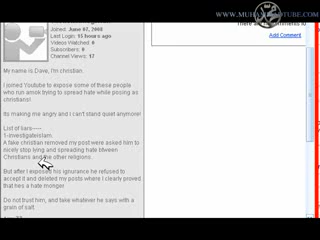 WWW.MUHAMMADTUBE.COM
Joined: June 07, 2008
Last Login: 15 hours ago
Videos Watched: 0
Subscribers: 0
Channel Views: 17
Add Comment
My name is Dave, I'm christian.
I joined Youtube to expose some of these people
who run amok trying to spread hate while posing as
christians!
Its making me angry and I can't stand quiet anymore!
List of liars-----
1-investigateislam.
A fake christian removed my post were asked him to
nicely stop lying and spreading hate btween
Christians and the other religions.
But after i exposed his ignurance he refused to
accept it and deleted my posts where I clearly proved
that hes a hate monger.
Do not trust him, and take whatever he says with a
grain of salt.